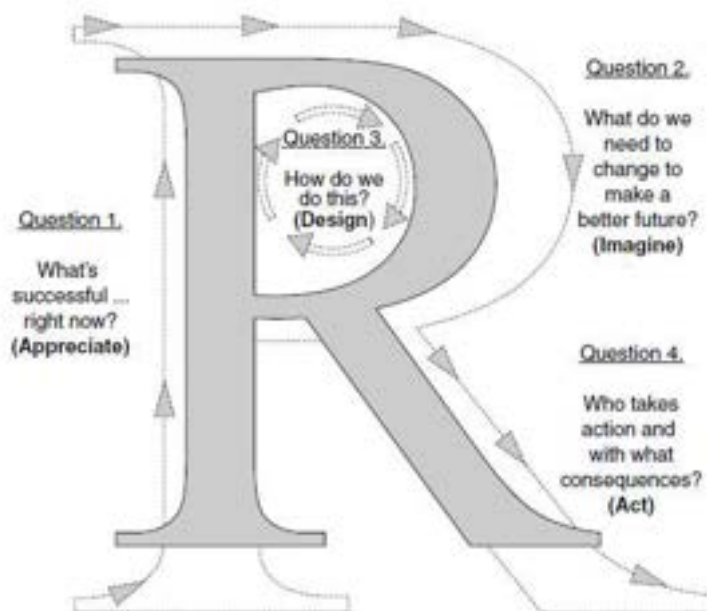 Question 1.
What's
successful ...
right now?
(Appreciate)
Question 2.
What do we
need to
change to
make a
better future?
(Imagine)
Question 3.
How do we
do this?
(Design)
Question 4.
Who takes
action and
with what
consequences?
(Act)